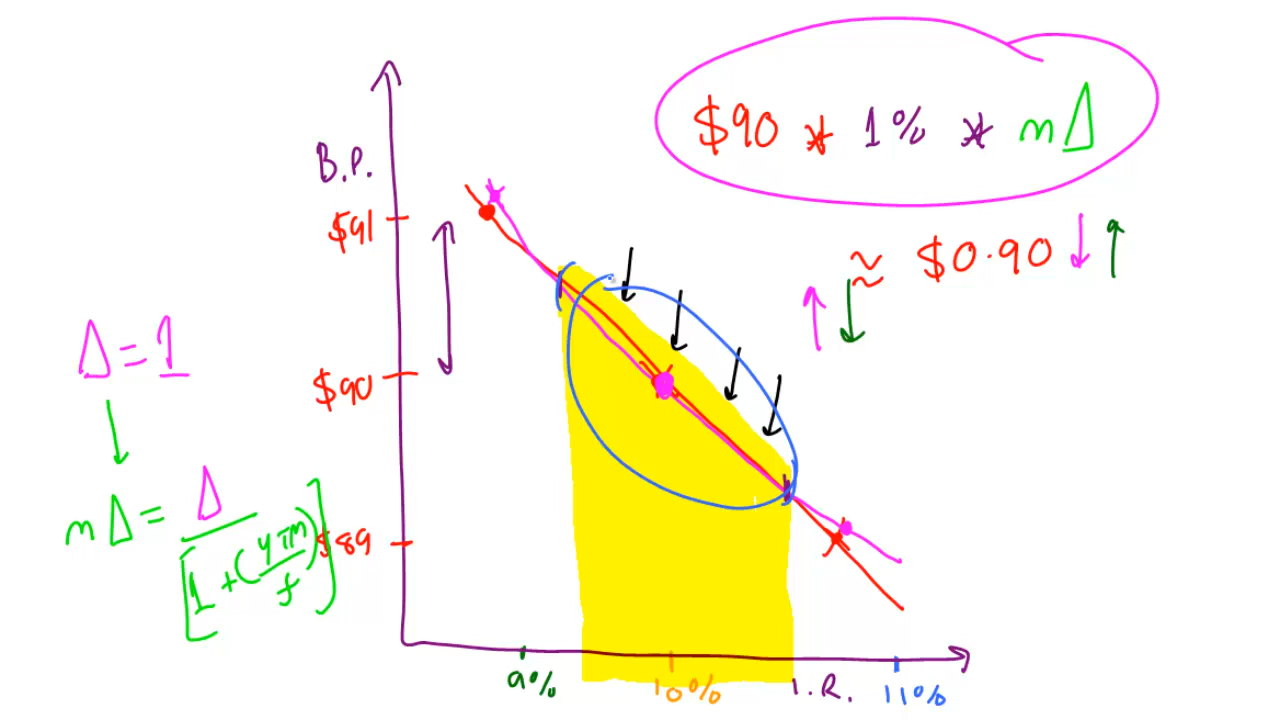 $90 * 1% * mΔ
B.P.
$91
≈ $0.90 ↓ ↑
↑ ↓
Δ = 1
$90
mΔ = Δ / [1 + (YTM / f)]
$89
9%
10%
I.R.
11%